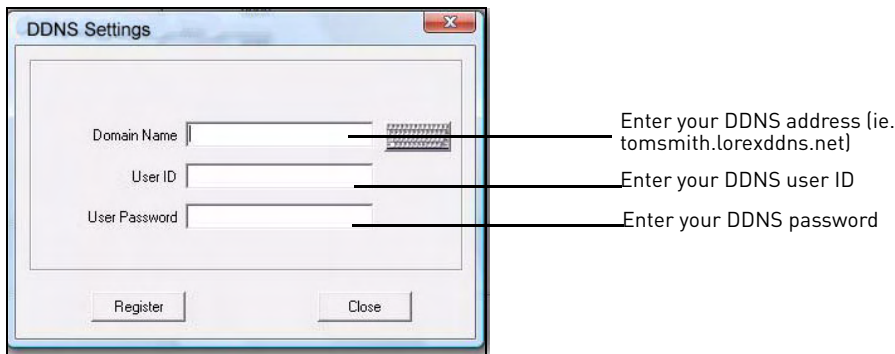 DDNS Settings
X
Domain Name
Enter your DDNS address (ie.
tomsmith.lorexddns.net)
User ID
Enter your DDNS user ID
User Password
Enter your DDNS password
Register
Close